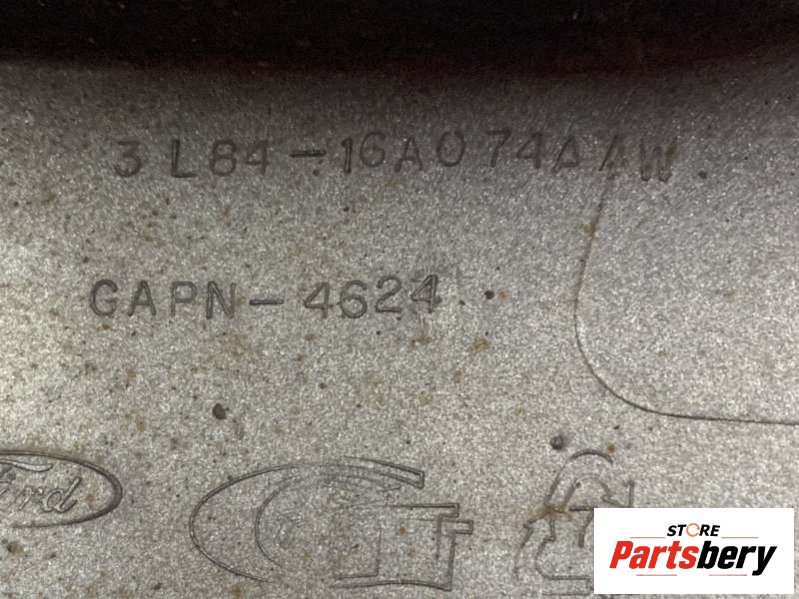 3L84-16A074AAW
GAPN-4624
Ford
STORE
Partsbery